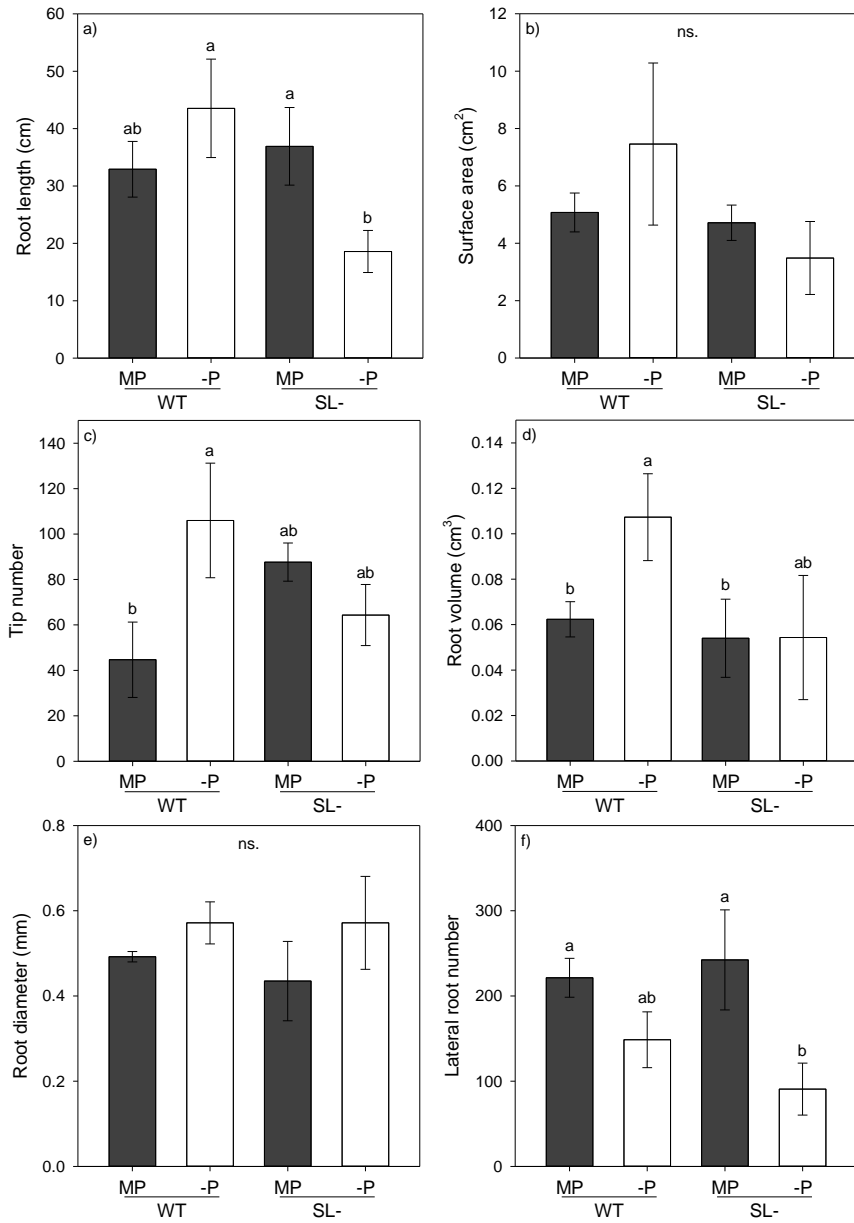 a)
Root length (cm)
60
50
40
30
20
10
0
ab
a
a
b
MP -P MP -P
WT SL-
b)
ns.
Surface area (cm²)
12
10
8
6
4
2
0
MP -P MP -P
WT SL-
c)
Tip number
140
120
100
80
60
40
20
0
b
a
ab
ab
MP -P MP -P
WT SL-
d)
Root volume (cm³)
0.14
0.12
0.10
0.08
0.06
0.04
0.02
0.00
b
a
b
ab
MP -P MP -P
WT SL-
e)
ns.
Root diameter (mm)
0.8
0.6
0.4
0.2
0.0
MP -P MP -P
WT SL-
f)
Lateral root number
400
300
200
100
0
a
ab
a
b
MP -P MP -P
WT SL-